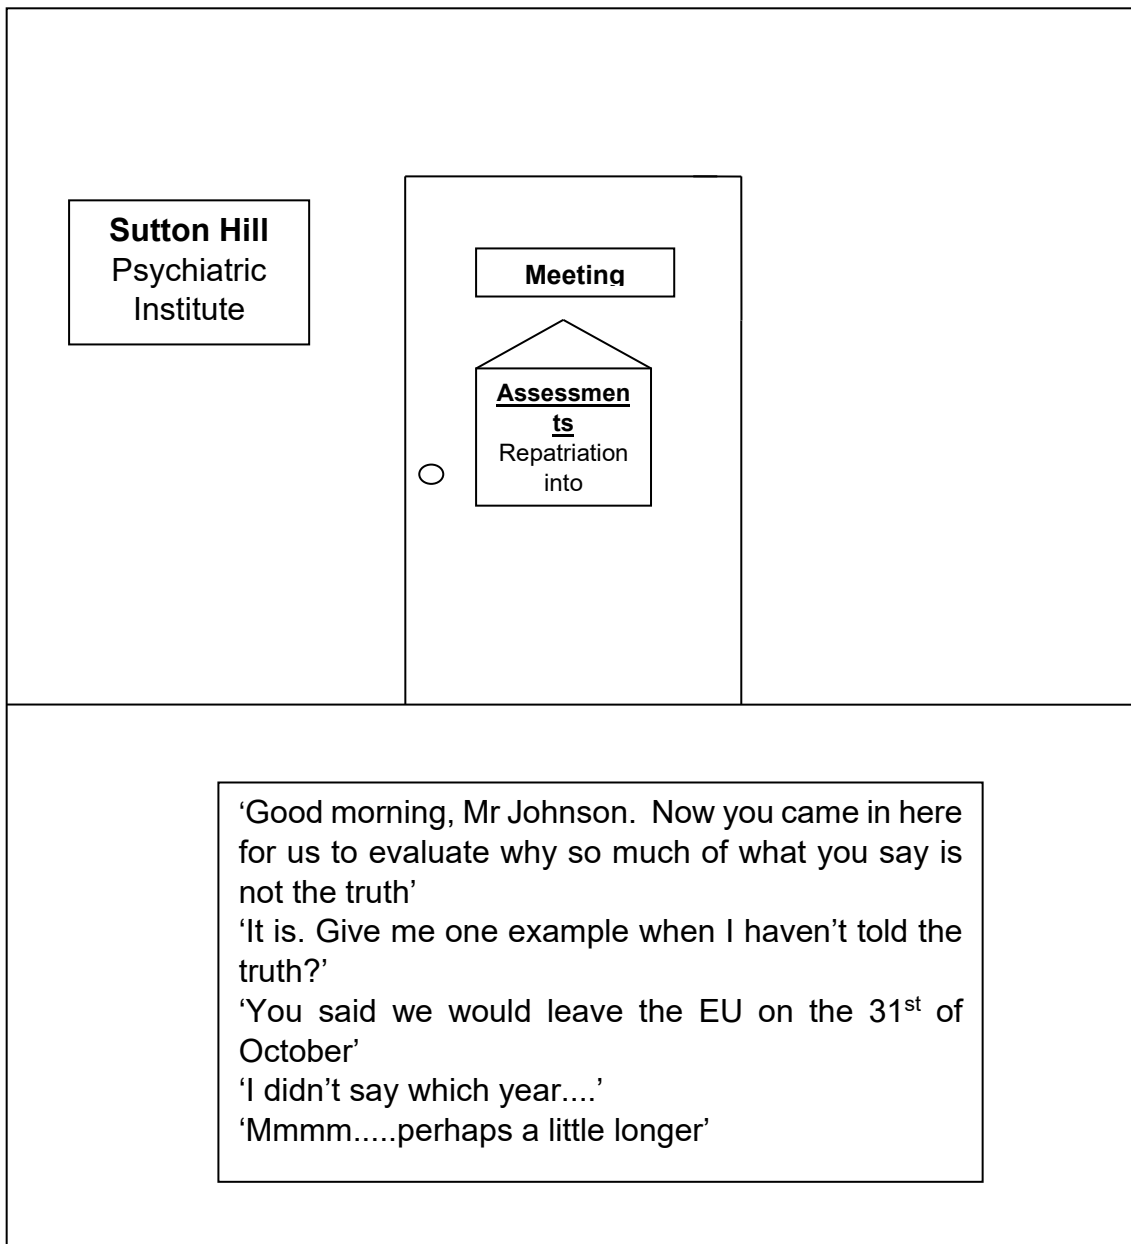 Sutton Hill
Psychiatric
Institute
Meeting
Assessmen
ts
Repatriation
into
‘Good morning, Mr Johnson.  Now you came in here
for us to evaluate why so much of what you say is
not the truth’
‘It is. Give me one example when I haven’t told the
truth?’
‘You said we would leave the EU on the 31st of
October’
‘I didn’t say which year....’
‘Mmmm.....perhaps a little longer’